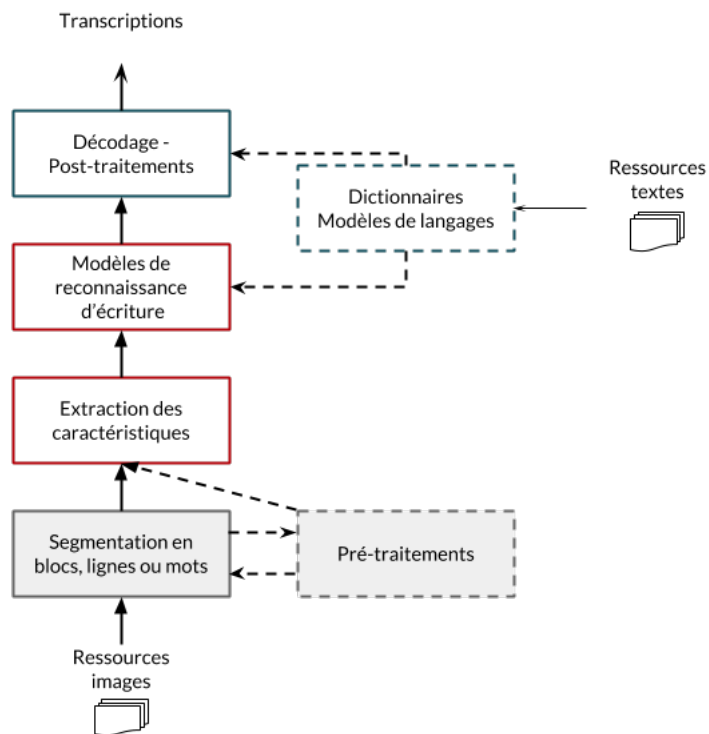 Transcriptions
Décodage -
Post-traitements
Dictionnaires
Modèles de langages
Ressources
textes
Modèles de
reconnaissance
d'écriture
Extraction des
caractéristiques
Segmentation en
blocs, lignes ou mots
Pré-traitements
Ressources
images